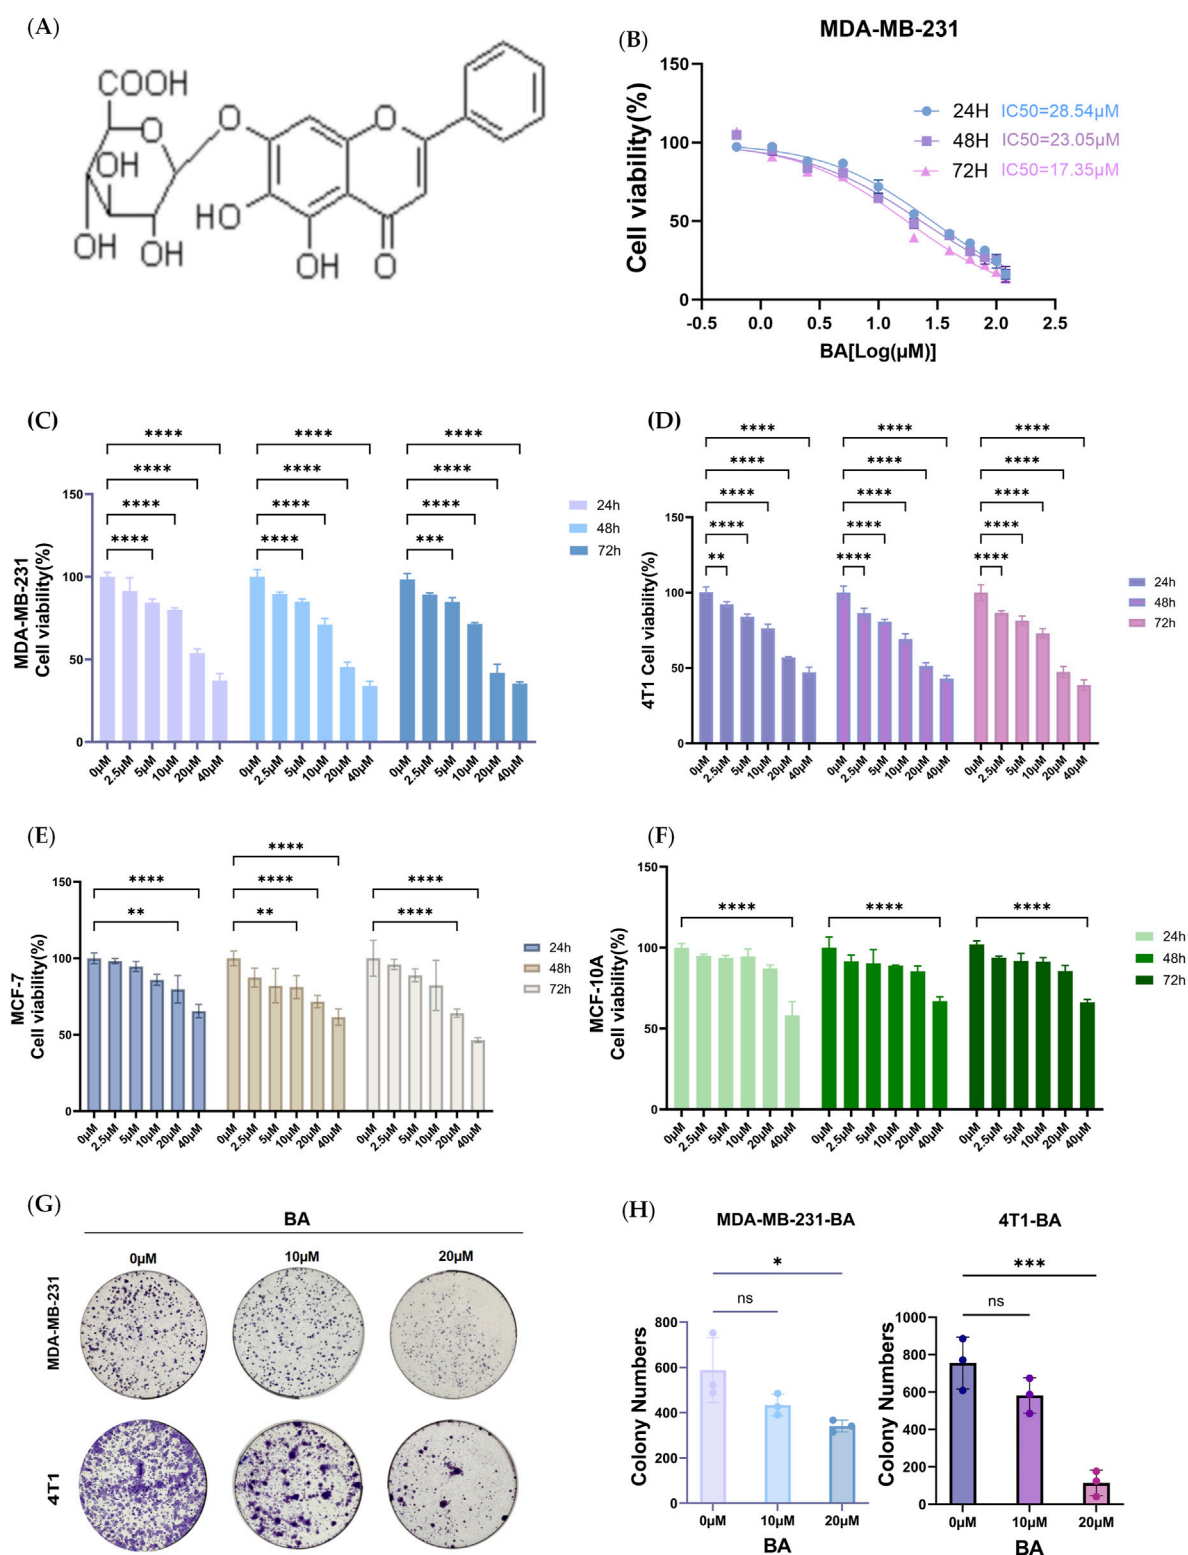 (A)
COOH
O
O
O
OH
OH
OH
HO
OH
O
(B)
MDA-MB-231
Cell viability(%)
150
100
50
0
24H IC50=28.54μM
48H IC50=23.05μM
72H IC50=17.35μM
-0.5 0.0 0.5 1.0 1.5 2.0 2.5
BA[Log(μM)]
(C)
**** **** ****
**** **** ****
**** **** ****
**** **** ***
MDA-MB-231
Cell viability(%)
150
100
50
0
24h
48h
72h
0μM 2.5μM 5μM 10μM 20μM 40μM 0μM 2.5μM 5μM 10μM 20μM 40μM 0μM 2.5μM 5μM 10μM 20μM 40μM
(D)
**** **** ****
**** **** ****
**** **** ****
**** **** ****
** **** ****
4T1 Cell viability(%)
150
100
50
0
24h
48h
72h
0μM 2.5μM 5μM 10μM 20μM 40μM 0μM 2.5μM 5μM 10μM 20μM 40μM 0μM 2.5μM 5μM 10μM 20μM 40μM
(E)
****
**** **** ****
** ** ****
MCF-7
Cell viability(%)
150
100
50
0
24h
48h
72h
0μM 2.5μM 5μM 10μM 20μM 40μM 0μM 2.5μM 5μM 10μM 20μM 40μM 0μM 2.5μM 5μM 10μM 20μM 40μM
(F)
**** **** ****
MCF-10A
Cell viability(%)
150
100
50
0
24h
48h
72h
0μM 2.5μM 5μM 10μM 20μM 40μM 0μM 2.5μM 5μM 10μM 20μM 40μM 0μM 2.5μM 5μM 10μM 20μM 40μM
(G)
BA
0μM 10μM 20μM
MDA-MB-231
4T1
(H)
MDA-MB-231-BA
*
ns
Colony Numbers
800
600
400
200
0
0μM 10μM 20μM
BA
4T1-BA
***
ns
Colony Numbers
1000
800
600
400
200
0
0μM 10μM 20μM
BA